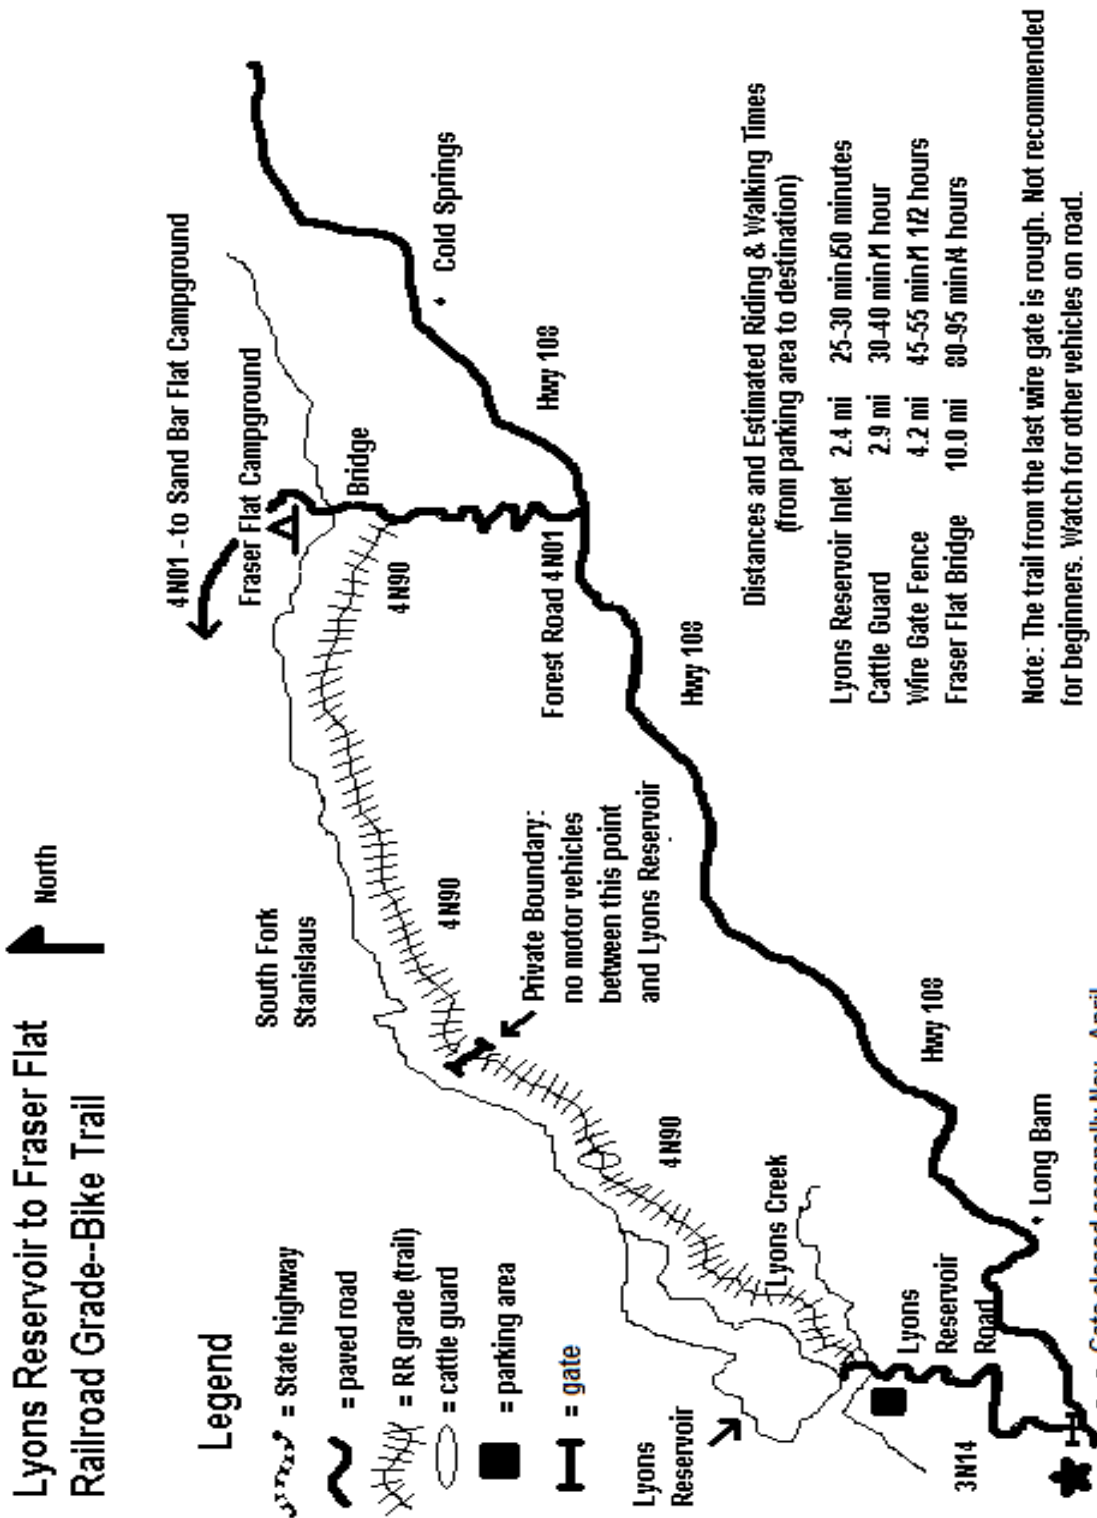 Lyons Reservoir to Fraser Flat
Railroad Grade--Bike Trail
North
Legend
= State highway
= paved road
= RR grade (trail)
= cattle guard
= parking area
= gate
4N01 - to Sand Bar Flat Campground
Fraser Flat Campground
Bridge
4N90
South Fork
Stanislaus
4N90
Cold Springs
Hwy 108
Forest Road 4N01
Private Boundary:
no motor vehicles
between this point
and Lyons Reservoir
Hwy 108
4N90
Lyons Creek
Lyons
Reservoir
Lyons
Reservoir
Road
3N14
Hwy 108
Long Barn
Distances and Estimated Riding & Walking Times
(from parking area to destination)
Lyons Reservoir Inlet 2.4 mi 25-30 min/50 minutes
Cattle Guard 2.9 mi 30-40 min/1 hour
Wire Gate Fence 4.2 mi 45-55 min/1 1/2 hours
Fraser Flat Bridge 10.0 mi 80-95 min/4 hours
Note: The trail from the last wire gate is rough. Not recommended
for beginners. Watch for other vehicles on road.
Gate closed seasonally Nov - April